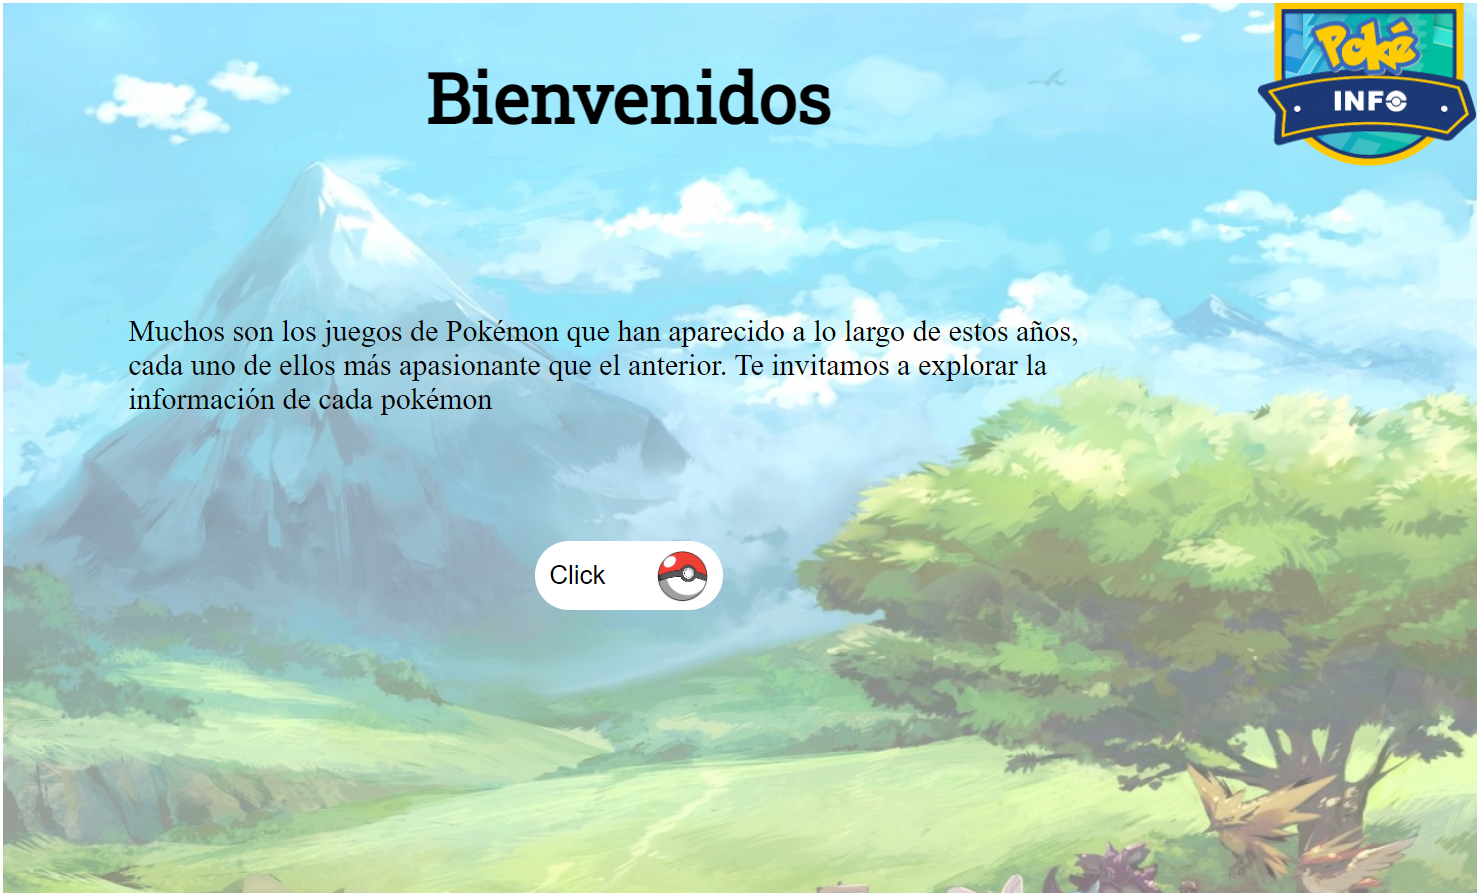 Bienvenidos
Poké
INFO
Muchos son los juegos de Pokémon que han aparecido a lo largo de estos años,
cada uno de ellos más apasionante que el anterior. Te invitamos a explorar la
información de cada pokémon
Click